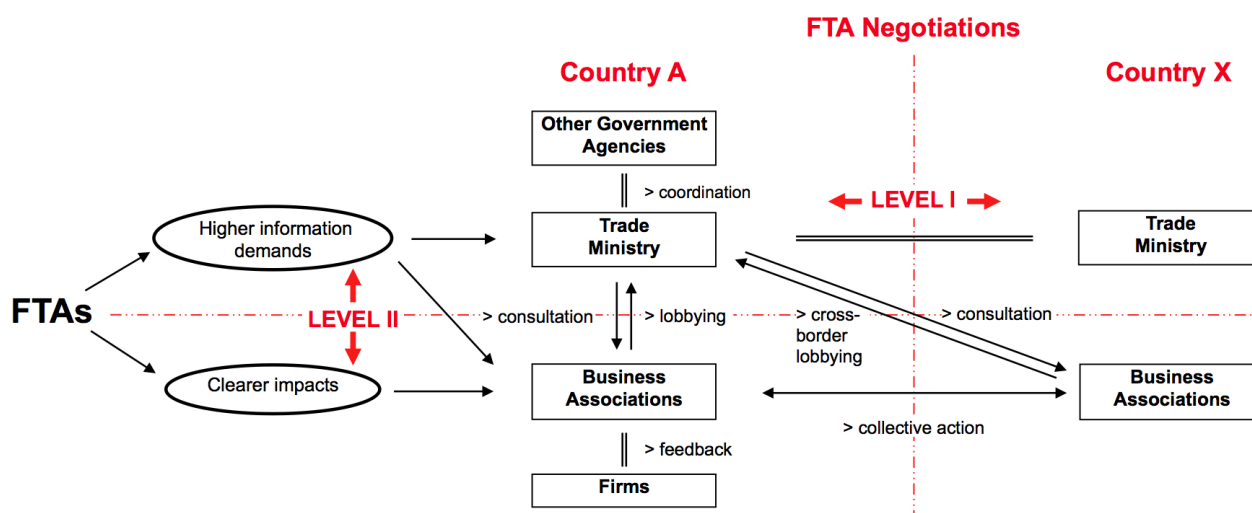 FTA Negotiations
Country A
Country X
Other Government
Agencies
> coordination
LEVEL I
Higher information
demands
Trade
Ministry
Trade
Ministry
FTAs
LEVEL II
> consultation
> lobbying
> cross-
border
lobbying
> consultation
Clearer impacts
Business
Associations
Business
Associations
> collective action
> feedback
Firms